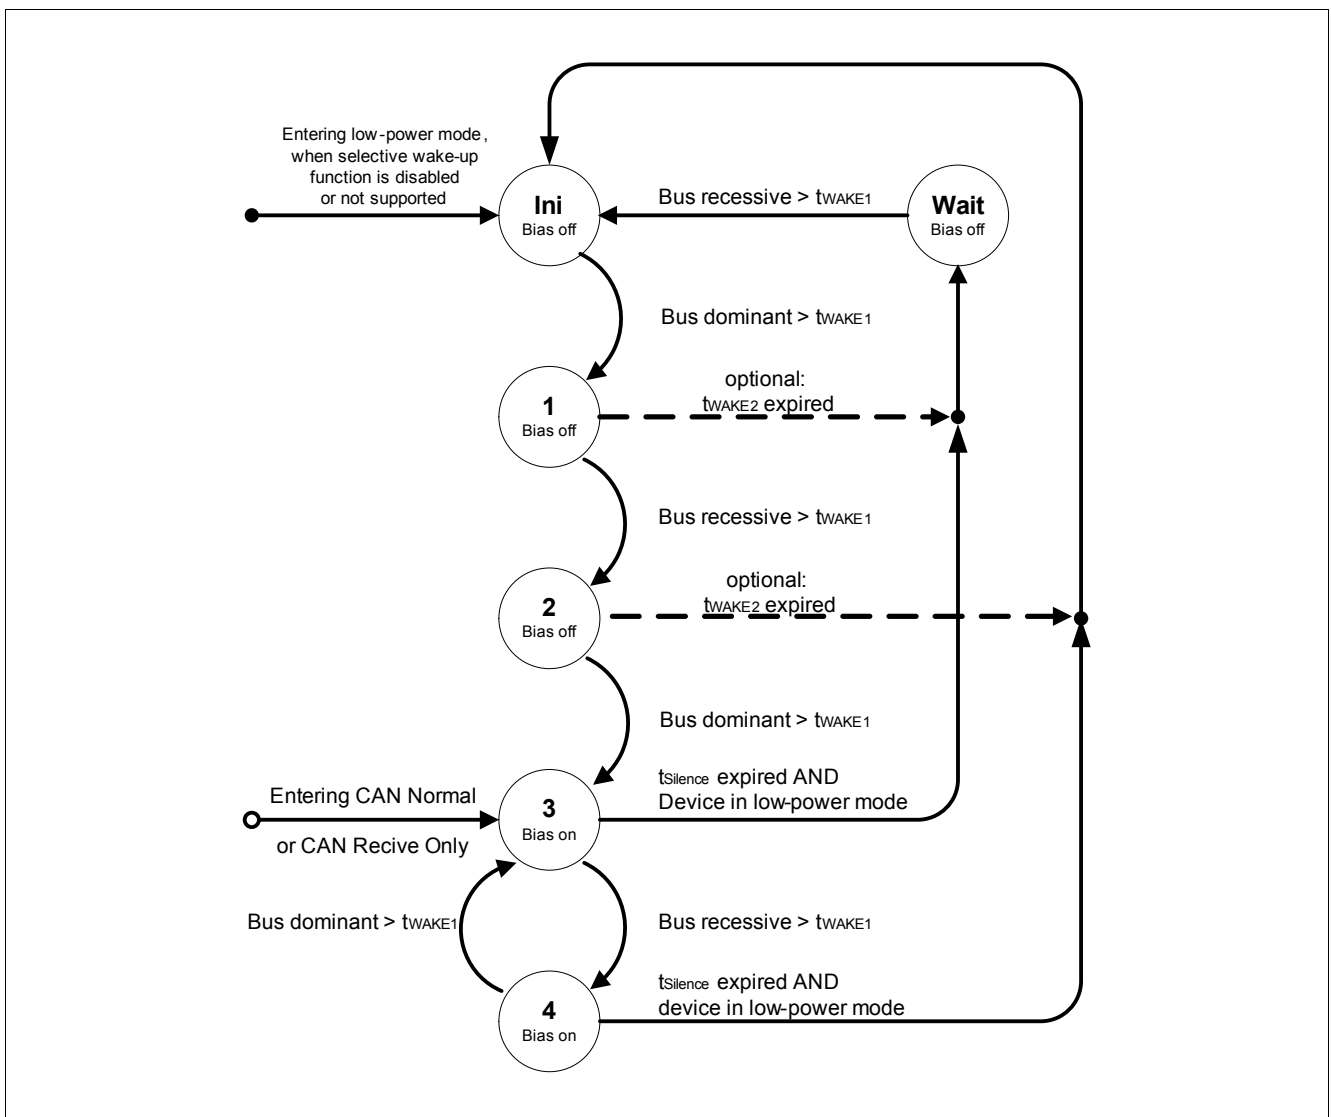 Entering low-power mode,
when selective wake-up
function is disabled
or not supported
Ini
Bias off
Bus recessive > tWAKE1
Wait
Bias off
Bus dominant > tWAKE1
optional:
tWAKE2 expired
1
Bias off
Bus recessive > tWAKE1
optional:
tWAKE2 expired
2
Bias off
Bus dominant > tWAKE1
tSilence expired AND
Device in low-power mode
Entering CAN Normal
or CAN Recive Only
3
Bias on
Bus dominant > tWAKE1
Bus recessive > tWAKE1
tSilence expired AND
device in low-power mode
4
Bias on